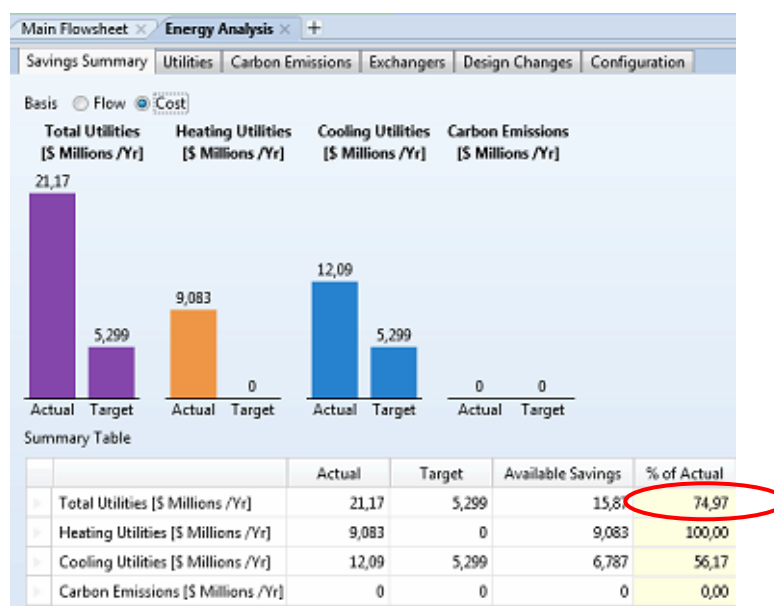 Main Flowsheet × Energy Analysis × +
Savings Summary Utilities Carbon Emissions Exchangers Design Changes Configuration
Basis Flow Cost
Total Utilities Heating Utilities Cooling Utilities Carbon Emissions
[$ Millions /Yr] [$ Millions /Yr] [$ Millions /Yr] [$ Millions /Yr]
21,17
12,09
9,083
5,299 5,299
0 0 0
Actual Target Actual Target Actual Target Actual Target
Summary Table
Actual Target Available Savings % of Actual
Total Utilities [$ Millions /Yr] 21,17 5,299 15,87 74,97
Heating Utilities [$ Millions /Yr] 9,083 0 9,083 100,00
Cooling Utilities [$ Millions /Yr] 12,09 5,299 6,787 56,17
Carbon Emissions [$ Millions /Yr] 0 0 0 0,00